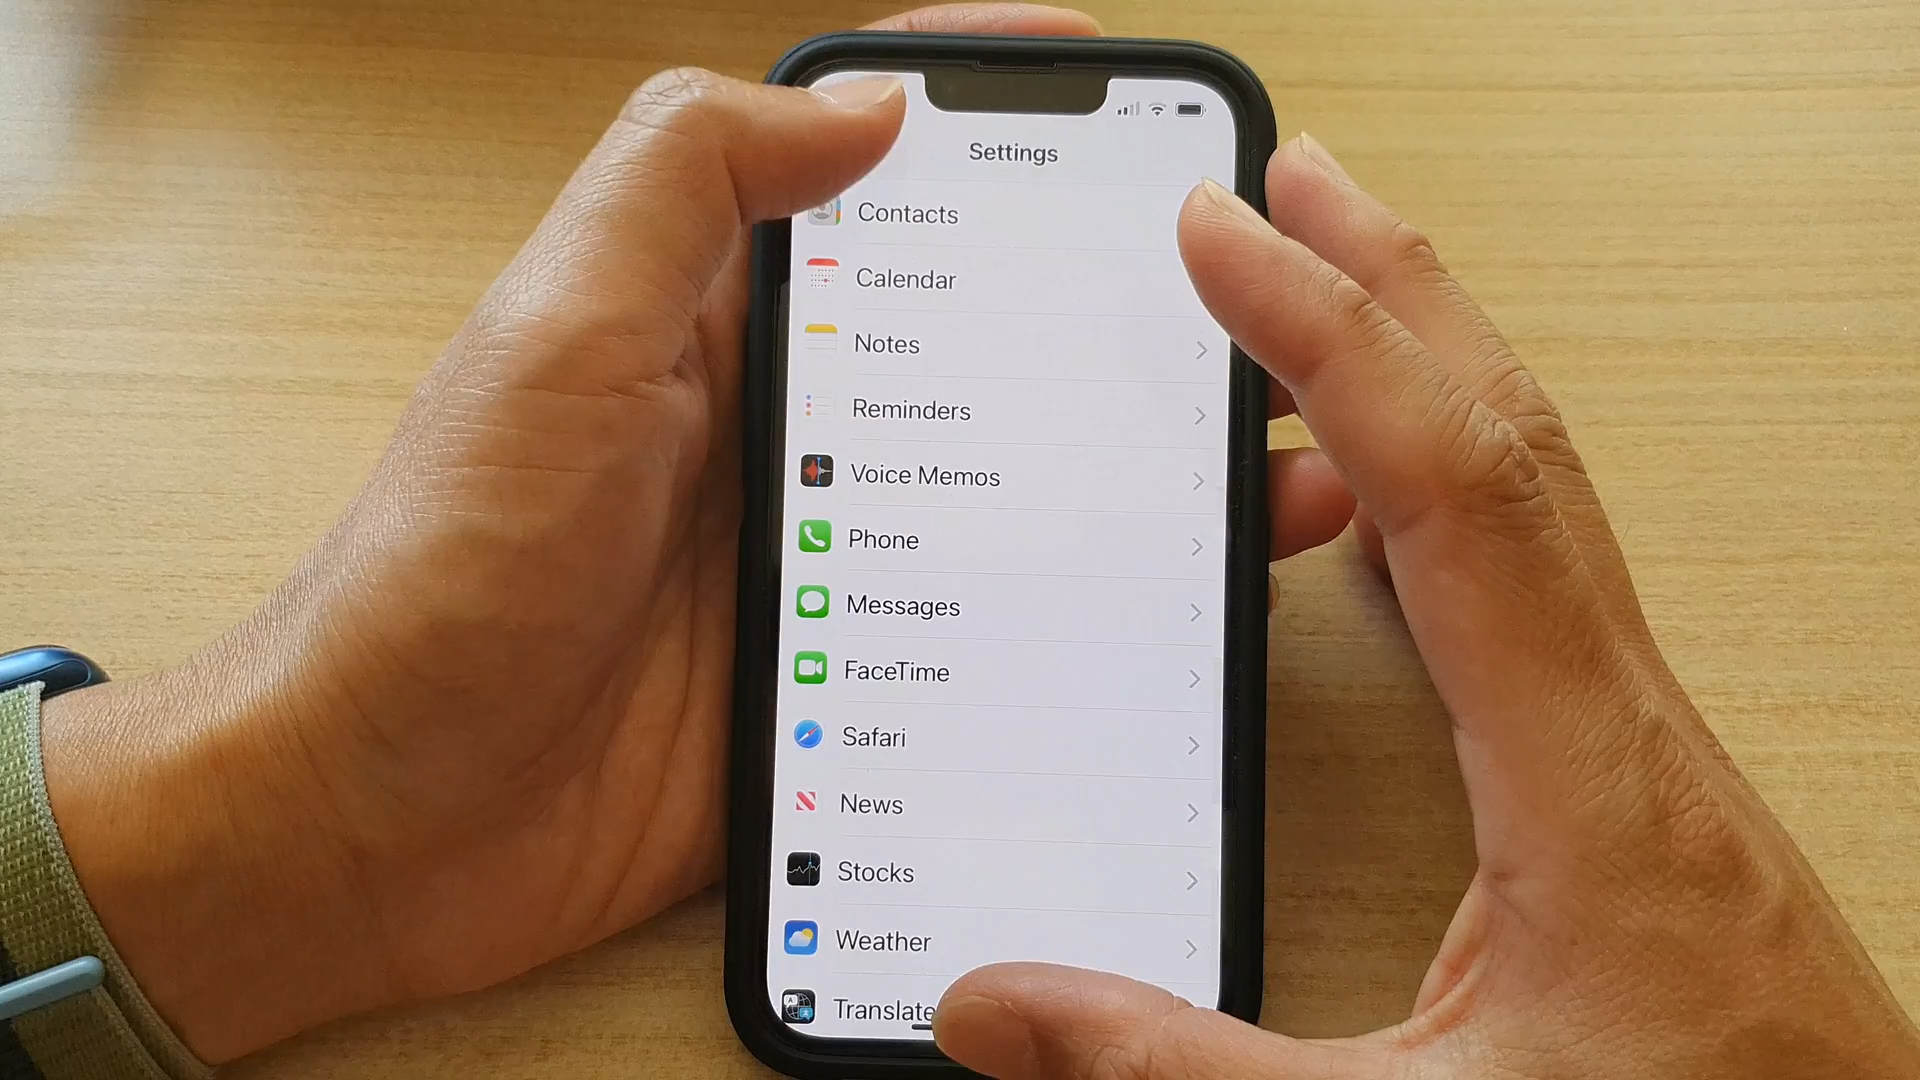 Settings
Contacts
Calendar
Notes
Reminders
Voice Memos
Phone
Messages
FaceTime
Safari
News
Stocks
Weather
Translate